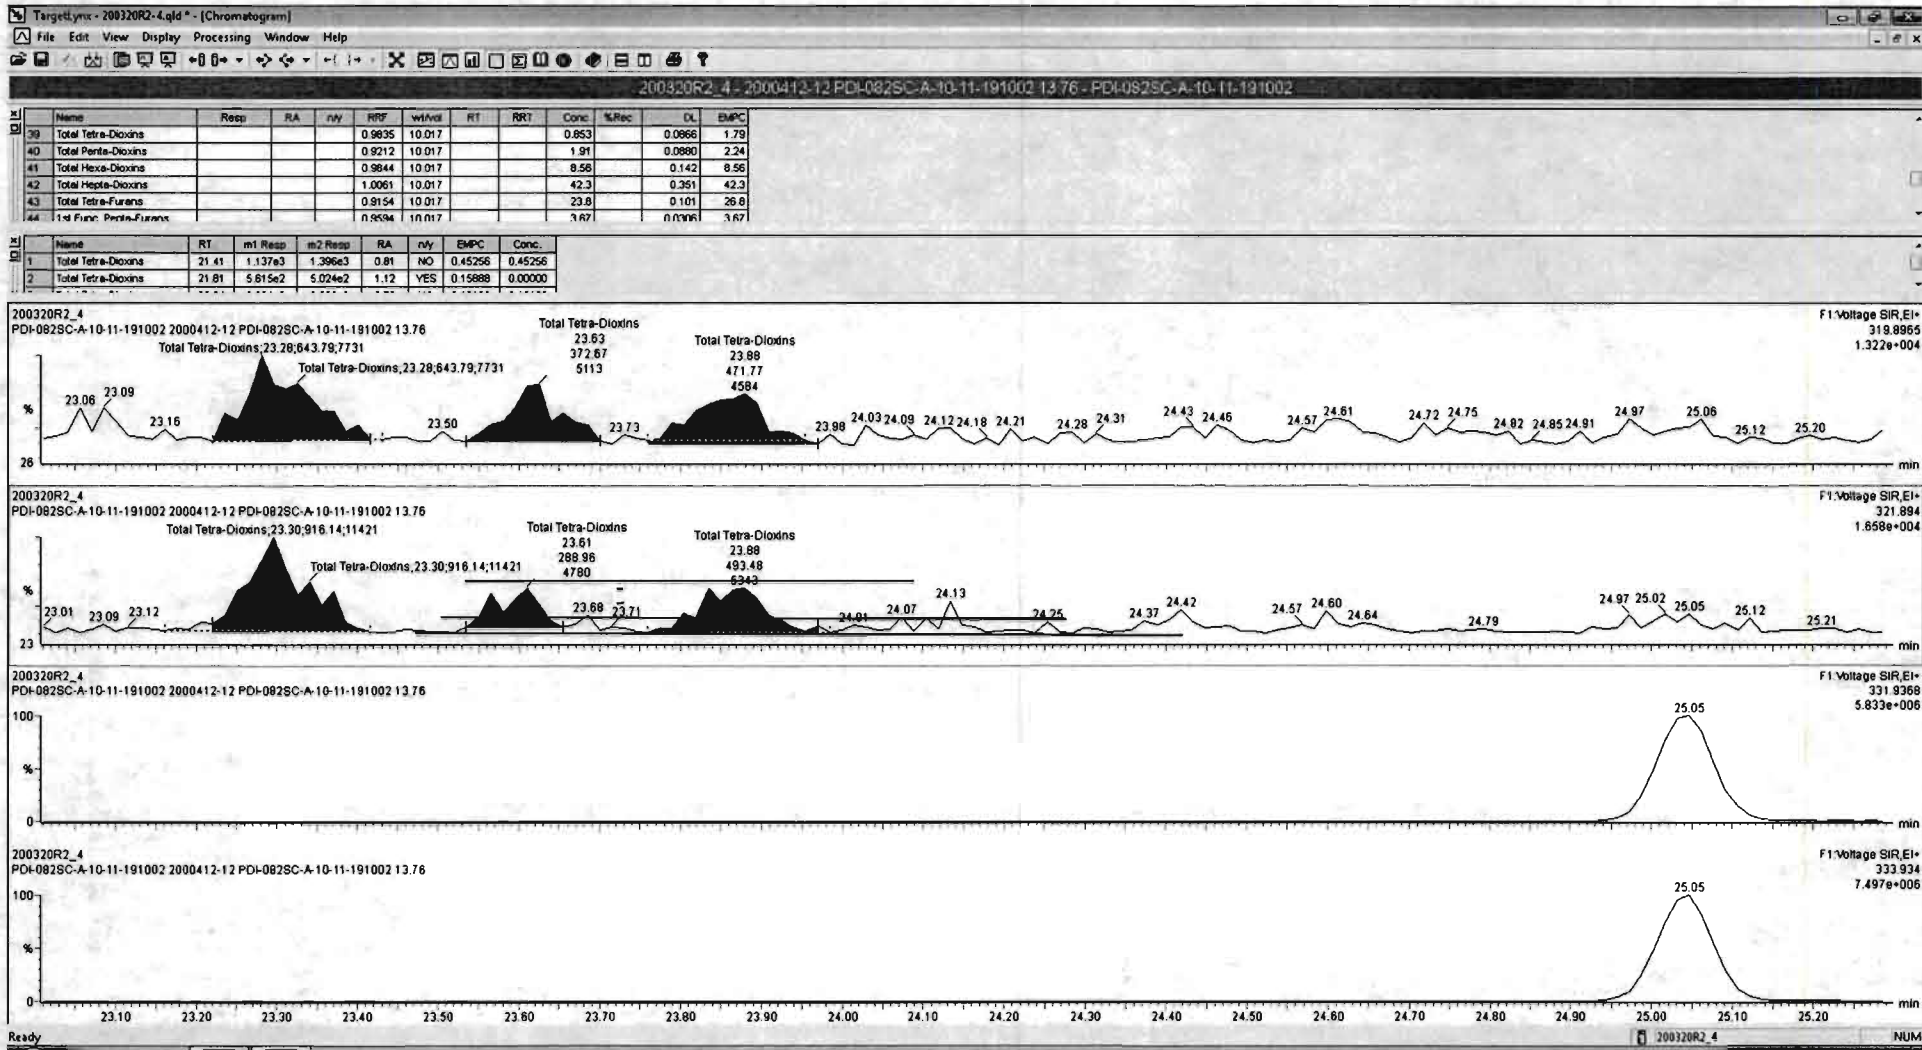 TargetLynx - 200320R2-4.qld * - [Chromatogram]
File Edit View Display Processing Window Help
200320R2_4 - 2000412-12 PDI-082SC-A-10-11-191002 13.76 - PDI-082SC-A-10-11-191002
Name Resp RA n/y RRF wt/vol RT RRT Conc. %Rec DL EMPC
39 Total Tetra-Dioxins 0.9835 10.017 0.853 0.0866 1.79
40 Total Penta-Dioxins 0.9212 10.017 1.91 0.0880 2.24
41 Total Hexa-Dioxins 0.9844 10.017 8.56 0.142 8.56
42 Total Hepta-Dioxins 1.0061 10.017 42.3 0.351 42.3
43 Total Tetra-Furans 0.9154 10.017 23.8 0.101 26.8
44 1st Func. Penta-Furans 0.9594 10.017 3.67 0.0306 3.67
Name RT m1 Resp m2 Resp RA n/y EMPC Conc.
1 Total Tetra-Dioxins 21.41 1.137e3 1.396e3 0.81 NO 0.45256 0.45256
2 Total Tetra-Dioxins 21.81 5.615e2 5.024e2 1.12 YES 0.15888 0.00000
200320R2_4
PDI-082SC-A-10-11-191002 2000412-12 PDI-082SC-A-10-11-191002 13.76
F1:Voltage SIR,EI+
319.8965
1.322e+004
Total Tetra-Dioxins;23.28;643.79;7731
Total Tetra-Dioxins;23.28;643.79;7731
Total Tetra-Dioxins
23.63
372.67
5113
Total Tetra-Dioxins
23.88
471.77
4584
23.06 23.09 23.16 23.50 23.73 23.98 24.03 24.09 24.12 24.18 24.21 24.28 24.31 24.43 24.46 24.57 24.61 24.72 24.75 24.82 24.85 24.91 24.97 25.06 25.12 25.20
%
26
min
200320R2_4
PDI-082SC-A-10-11-191002 2000412-12 PDI-082SC-A-10-11-191002 13.76
F1:Voltage SIR,EI+
321.894
1.658e+004
Total Tetra-Dioxins;23.30;916.14;11421
Total Tetra-Dioxins;23.30;916.14;11421
Total Tetra-Dioxins
23.61
288.96
4780
Total Tetra-Dioxins
23.88
493.48
5343
23.01 23.09 23.12 23.68 23.71 24.01 24.07 24.13 24.25 24.37 24.42 24.57 24.60 24.64 24.79 24.97 25.02 25.05 25.12 25.21
%
23
min
200320R2_4
PDI-082SC-A-10-11-191002 2000412-12 PDI-082SC-A-10-11-191002 13.76
F1:Voltage SIR,EI+
331.9368
5.833e+006
25.05
100
%
0
min
200320R2_4
PDI-082SC-A-10-11-191002 2000412-12 PDI-082SC-A-10-11-191002 13.76
F1:Voltage SIR,EI+
333.934
7.497e+006
25.05
100
%
0
min
23.10 23.20 23.30 23.40 23.50 23.60 23.70 23.80 23.90 24.00 24.10 24.20 24.30 24.40 24.50 24.60 24.70 24.80 24.90 25.00 25.10 25.20
Ready
200320R2_4
NUM